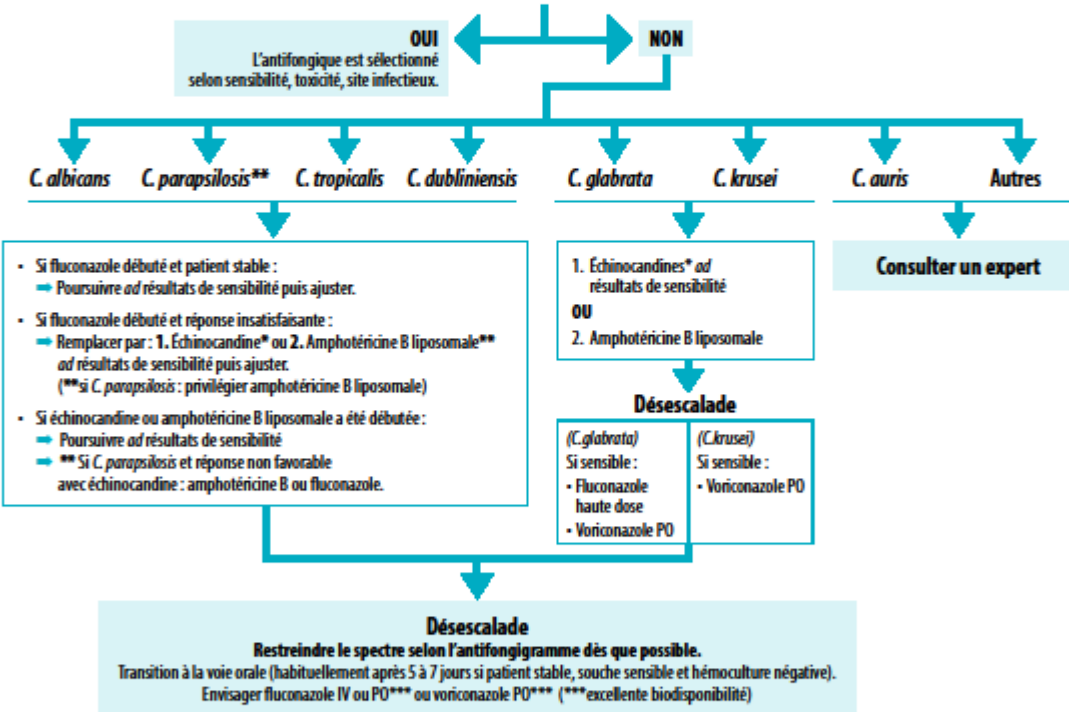 OUI
L'antifongique est sélectionné
selon sensibilité, toxicité, site infectieux.
NON
C. albicans
C. parapsilosis**
C. tropicalis
C. dubliniensis
C. glabrata
C. krusei
C. auris
Autres
• Si fluconazole débuté et patient stable :
➡ Poursuivre ad résultats de sensibilité puis ajuster.
• Si fluconazole débuté et réponse insatisfaisante :
➡ Remplacer par : 1. Échinocandine* ou 2. Amphotéricine B liposomale**
ad résultats de sensibilité puis ajuster.
(**si C. parapsilosis : privilégier amphotéricine B liposomale)
• Si échinocandine ou amphotéricine B liposomale a été débutée :
➡ Poursuivre ad résultats de sensibilité
➡ ** Si C. parapsilosis et réponse non favorable
avec échinocandine : amphotéricine B ou fluconazole.
1. Échinocandines* ad
résultats de sensibilité
OU
2. Amphotéricine B liposomale
Consulter un expert
Désescalade
(C.glabrata)
Si sensible :
• Fluconazole
haute dose
• Voriconazole PO
(C.krusei)
Si sensible :
• Voriconazole PO
Désescalade
Restreindre le spectre selon l'antifongigramme dès que possible.
Transition à la voie orale (habituellement après 5 à 7 jours si patient stable, souche sensible et hémoculture négative).
Envisager fluconazole IV ou PO*** ou voriconazole PO*** (***excellente biodisponibilité)